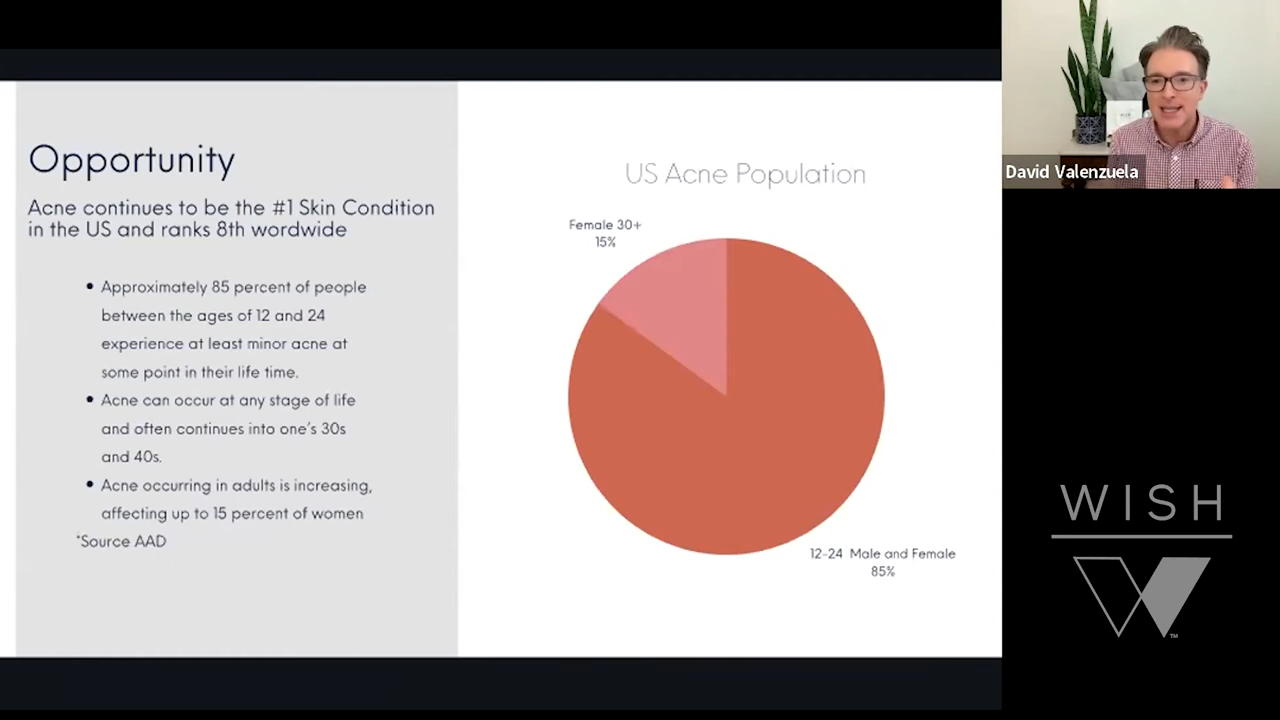 Opportunity
Acne continues to be the #1 Skin Condition
in the US and ranks 8th wordwide
• Approximately 85 percent of people
between the ages of 12 and 24
experience at least minor acne at
some point in their life time.
• Acne can occur at any stage of life
and often continues into one's 30s
and 40s.
• Acne occurring in adults is increasing,
affecting up to 15 percent of women
*Source AAD
US Acne Population
Female 30+
15%
12-24 Male and Female
85%
David Valenzuela
WISH
™